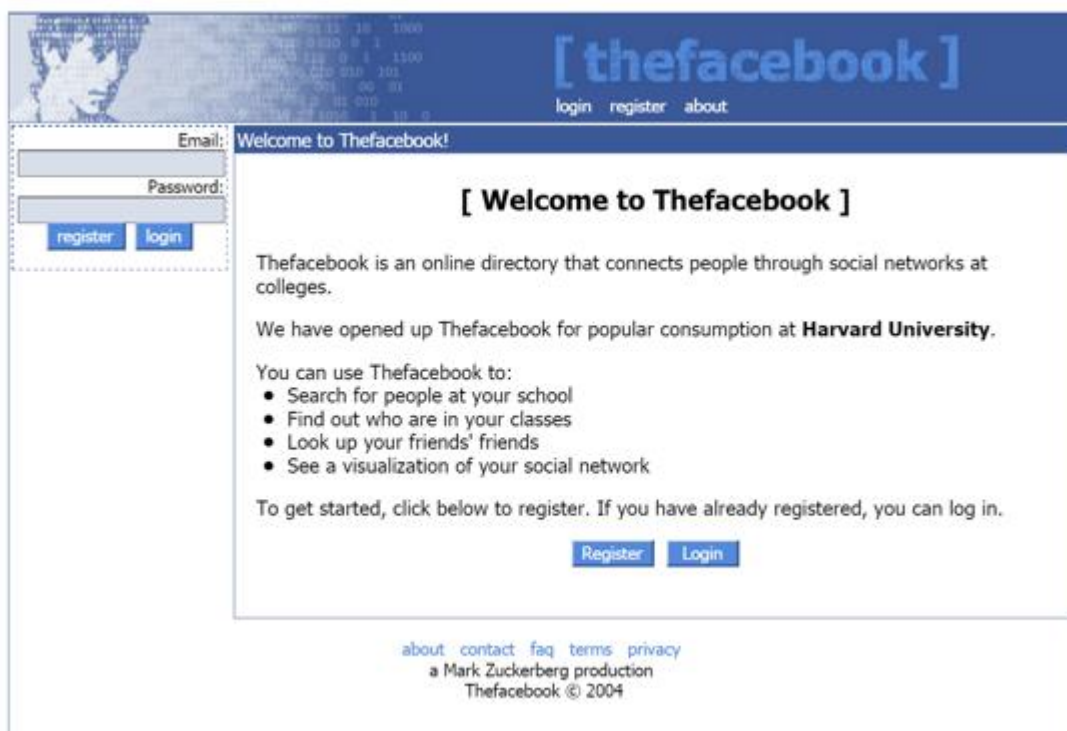 [ thefacebook ]
login register about
Email:
Password:
register login
Welcome to Thefacebook!
[ Welcome to Thefacebook ]
Thefacebook is an online directory that connects people through social networks at
colleges.
We have opened up Thefacebook for popular consumption at Harvard University.
You can use Thefacebook to:
• Search for people at your school
• Find out who are in your classes
• Look up your friends' friends
• See a visualization of your social network
To get started, click below to register. If you have already registered, you can log in.
Register Login
about contact faq terms privacy
a Mark Zuckerberg production
Thefacebook © 2004